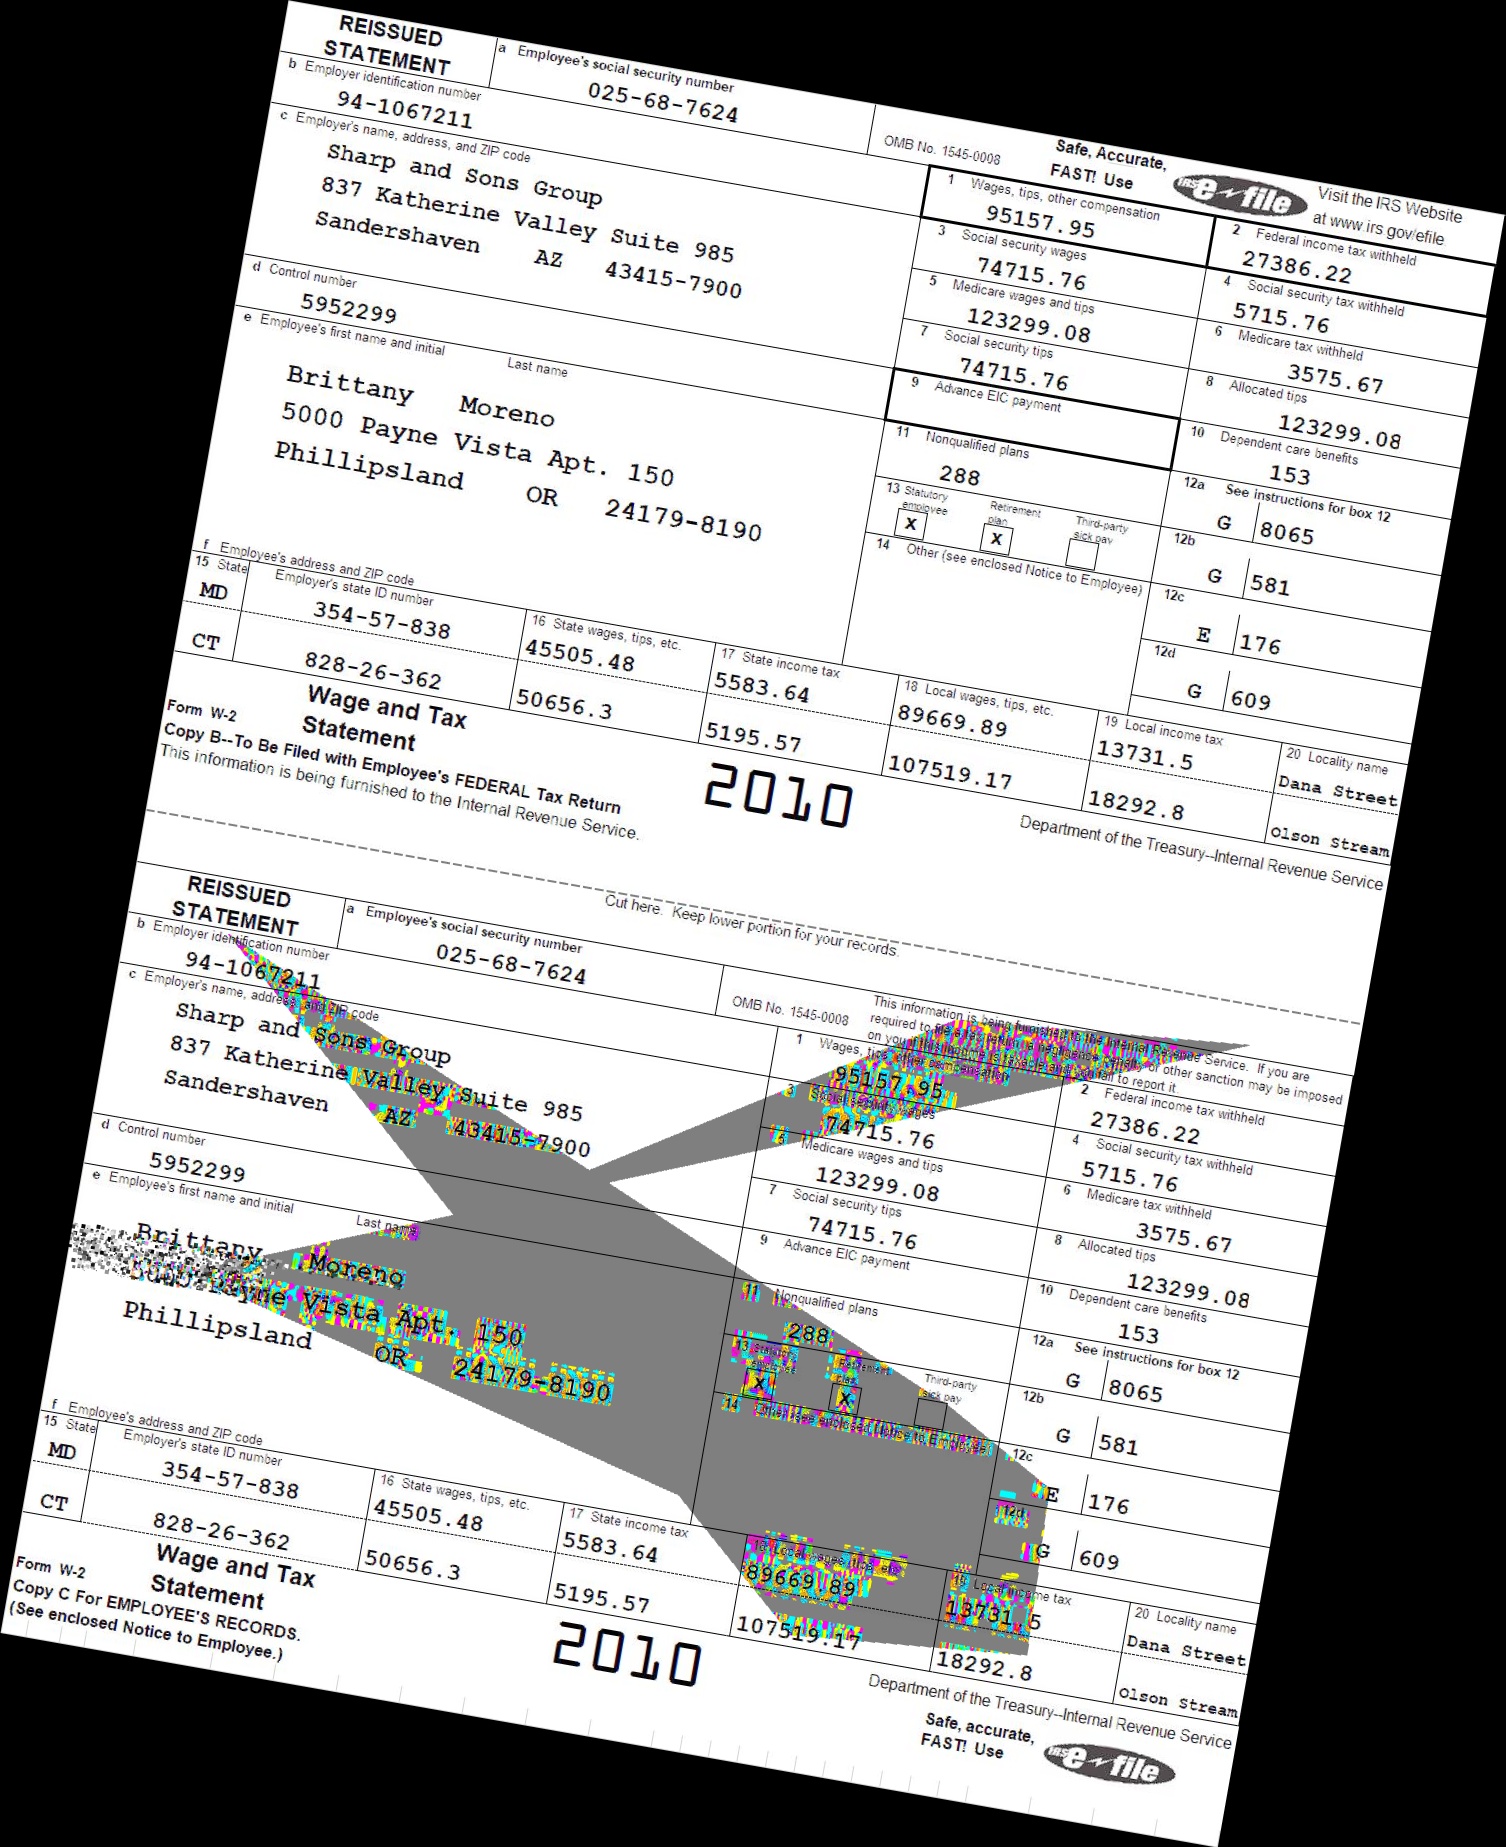 REISSUED
STATEMENT
a Employee's social security number
025-68-7624
OMB No. 1545-0008
Safe, Accurate,
FAST! Use
IRS e-file
Visit the IRS Website
at www irs gov/efile
b Employer identification number
94-1067211
c Employer's name, address, and ZIP code
Sharp and Sons Group
837 Katherine Valley Suite 985
Sandershaven AZ 43415-7900
1 Wages, tips, other compensation
95157.95
2 Federal income tax withheld
27386.22
3 Social security wages
74715.76
4 Social security tax withheld
5715.76
5 Medicare wages and tips
123299.08
6 Medicare tax withheld
3575.67
d Control number
5952299
7 Social security tips
74715.76
8 Allocated tips
123299.08
e Employee's first name and initial Last name
Brittany Moreno
5000 Payne Vista Apt. 150
Phillipsland OR 24179-8190
9 Advance EIC payment
10 Dependent care benefits
153
11 Nonqualified plans
288
12a See instructions for box 12
G 8065
13 Statutory employee
X
Retirement plan
X
Third-party sick pay
12b
G 581
14 Other (see enclosed Notice to Employee)
12c
E 176
12d
G 609
f Employee's address and ZIP code
15 State Employer's state ID number
MD 354-57-838
CT 828-26-362
16 State wages, tips, etc.
45505.48
50656.3
17 State income tax
5583.64
5195.57
18 Local wages, tips, etc.
89669.89
107519.17
19 Local income tax
13731.5
18292.8
20 Locality name
Dana Street
Olson Stream
Form W-2
Wage and Tax
Statement
2010
Copy B--To Be Filed with Employee's FEDERAL Tax Return
This information is being furnished to the Internal Revenue Service.
Department of the Treasury--Internal Revenue Service
Cut here. Keep lower portion for your records.
REISSUED
STATEMENT
a Employee's social security number
025-68-7624
OMB No. 1545-0008
This information is being furnished to the Internal Revenue Service. If you are
required to file a tax return, a negligence penalty or other sanction may be imposed
on you if this income is taxable and you fail to report it.
b Employer identification number
94-1067211
c Employer's name, address, and ZIP code
Sharp and Sons Group
837 Katherine Valley Suite 985
Sandershaven AZ 43415-7900
1 Wages, tips, other compensation
95157.95
2 Federal income tax withheld
27386.22
3 Social security wages
74715.76
4 Social security tax withheld
5715.76
5 Medicare wages and tips
123299.08
6 Medicare tax withheld
3575.67
d Control number
5952299
7 Social security tips
74715.76
8 Allocated tips
123299.08
e Employee's first name and initial Last name
Brittany Moreno
5000 Payne Vista Apt. 150
Phillipsland OR 24179-8190
9 Advance EIC payment
10 Dependent care benefits
153
11 Nonqualified plans
288
12a See instructions for box 12
G 8065
13 Statutory employee
X
Retirement plan
X
Third-party sick pay
12b
G 581
14 Other (see enclosed Notice to Employee)
12c
E 176
12d
G 609
f Employee's address and ZIP code
15 State Employer's state ID number
MD 354-57-838
CT 828-26-362
16 State wages, tips, etc.
45505.48
50656.3
17 State income tax
5583.64
5195.57
18 Local wages, tips, etc.
89669.89
107519.17
19 Local income tax
13731.5
18292.8
20 Locality name
Dana Street
Olson Stream
Form W-2
Wage and Tax
Statement
2010
Copy C For EMPLOYEE'S RECORDS.
(See enclosed Notice to Employee.)
Department of the Treasury--Internal Revenue Service
Safe, accurate,
FAST! Use
IRS e-file